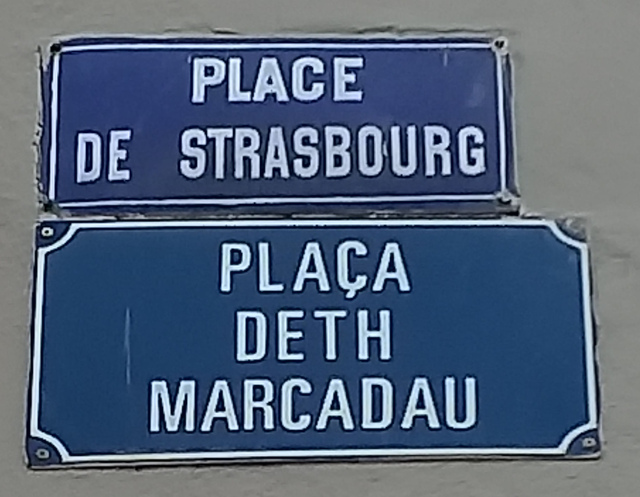 PLACE
DE STRASBOURG
PLAÇA
DETH
MARCADAU